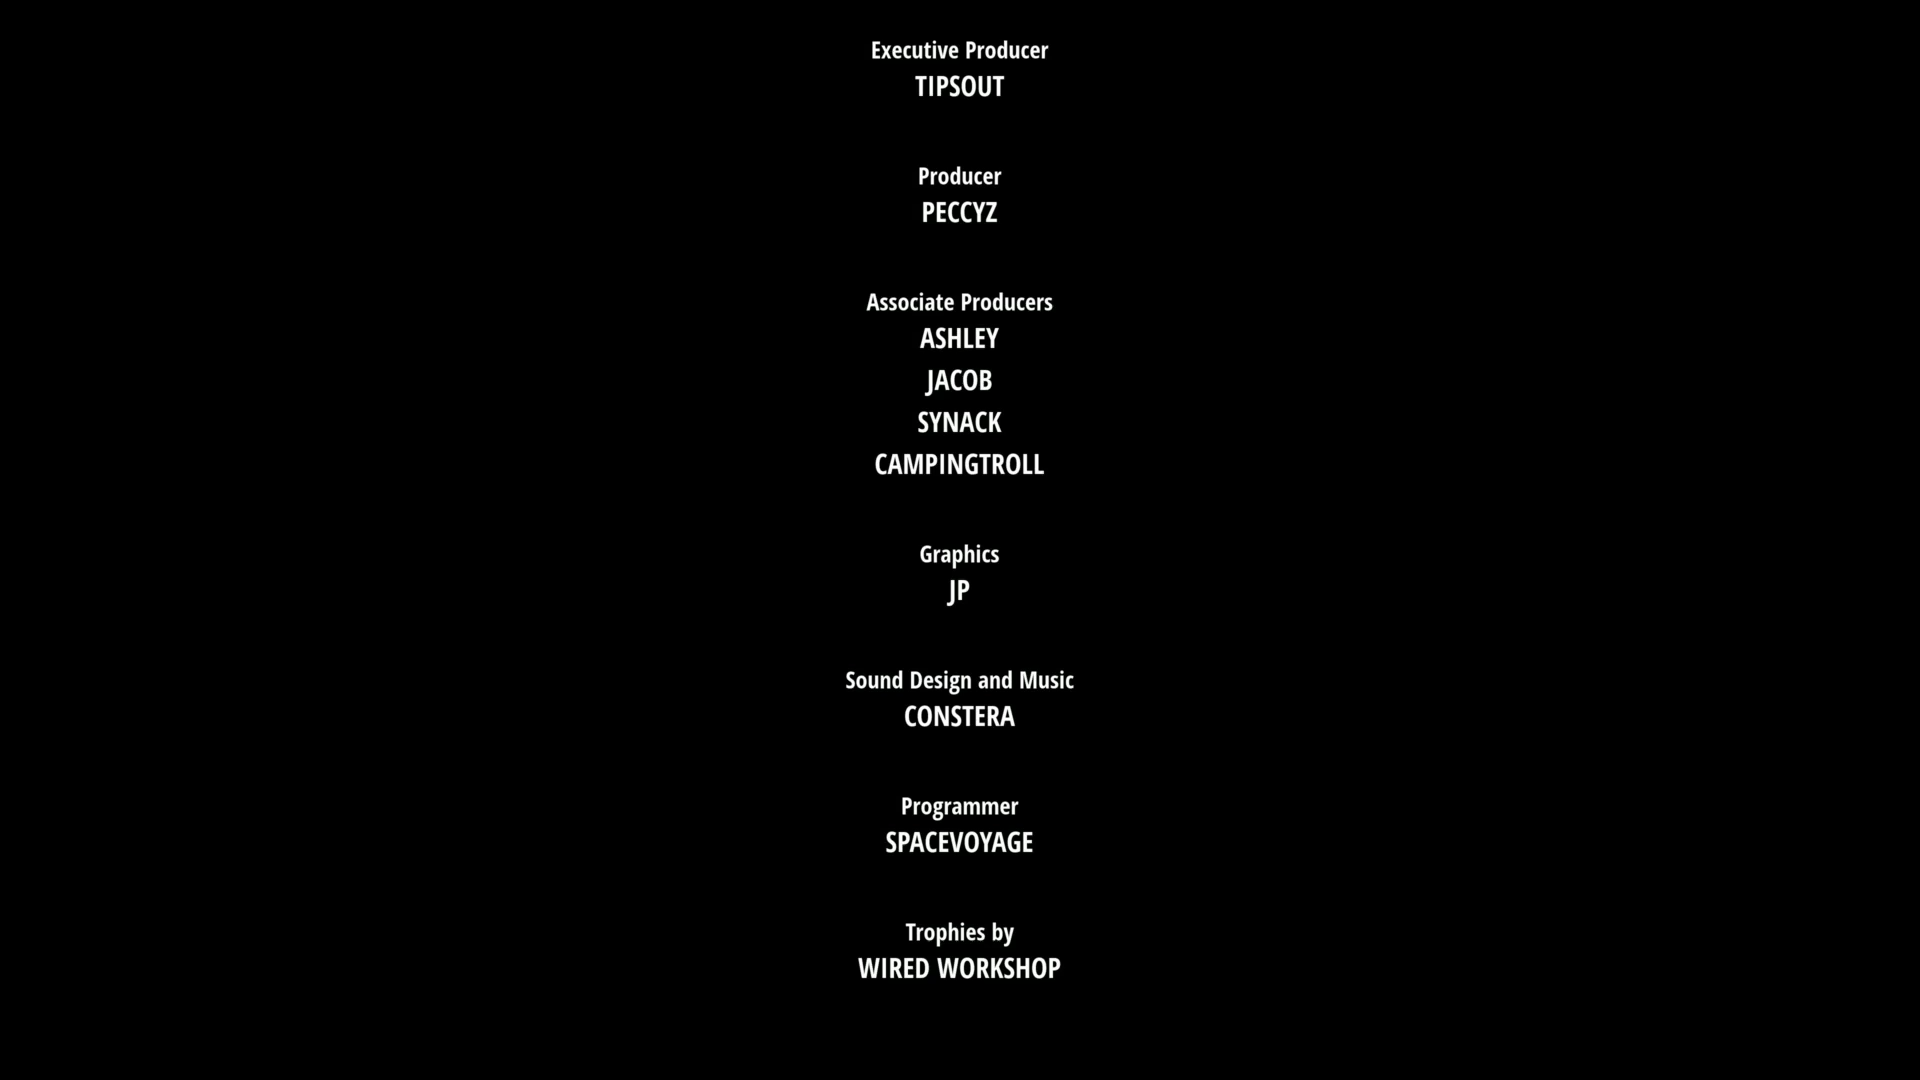 Executive Producer
TIPSOUT
Producer
PECCYZ
Associate Producers
ASHLEY
JACOB
SYNACK
CAMPINGTROLL
Graphics
JP
Sound Design and Music
CONSTERA
Programmer
SPACEVOYAGE
Trophies by
WIRED WORKSHOP